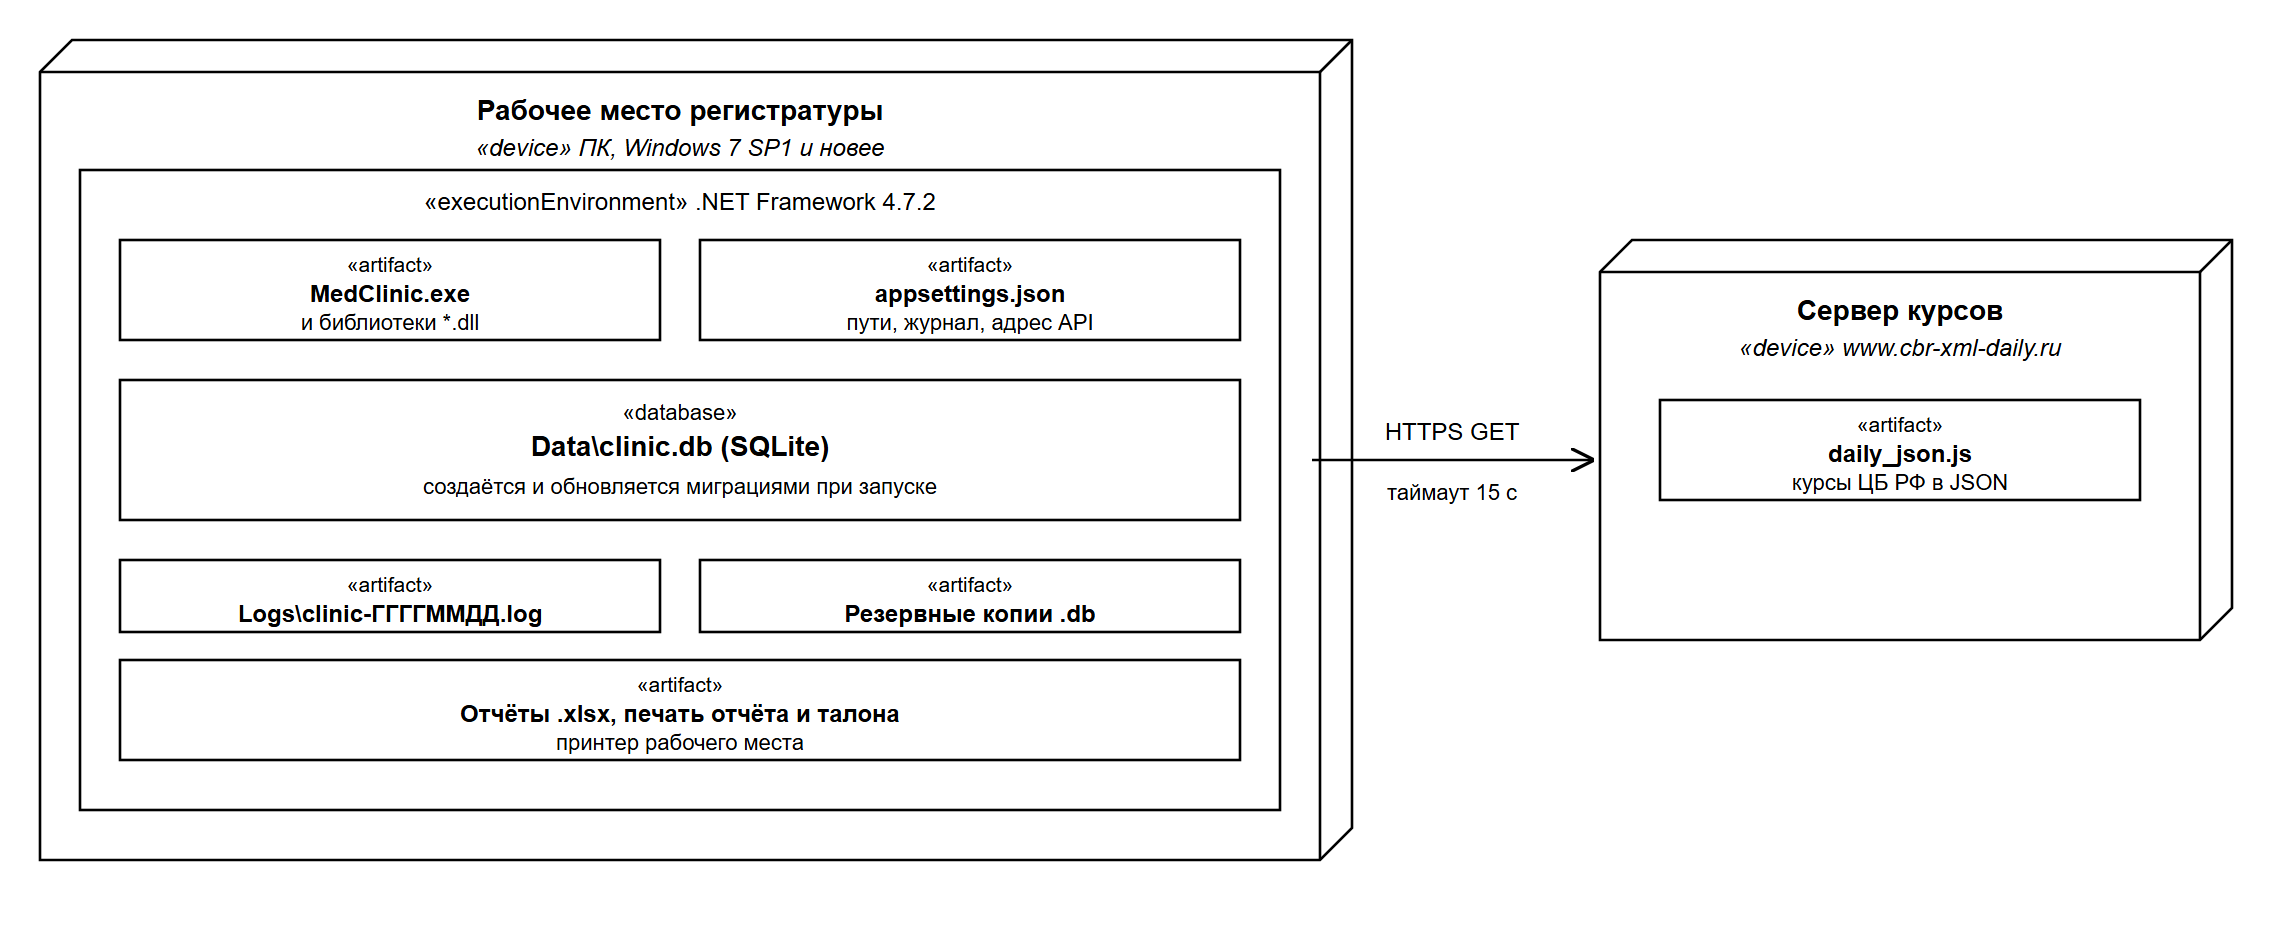 Рабочее место регистратуры
«device» ПК, Windows 7 SP1 и новее
«executionEnvironment» .NET Framework 4.7.2
«artifact»
MedClinic.exe
и библиотеки *.dll
«artifact»
appsettings.json
пути, журнал, адрес API
«database»
Data\clinic.db (SQLite)
создаётся и обновляется миграциями при запуске
«artifact»
Logs\clinic-ГГГГММДД.log
«artifact»
Резервные копии .db
«artifact»
Отчёты .xlsx, печать отчёта и талона
принтер рабочего места
HTTPS GET
таймаут 15 с
Сервер курсов
«device» www.cbr-xml-daily.ru
«artifact»
daily_json.js
курсы ЦБ РФ в JSON